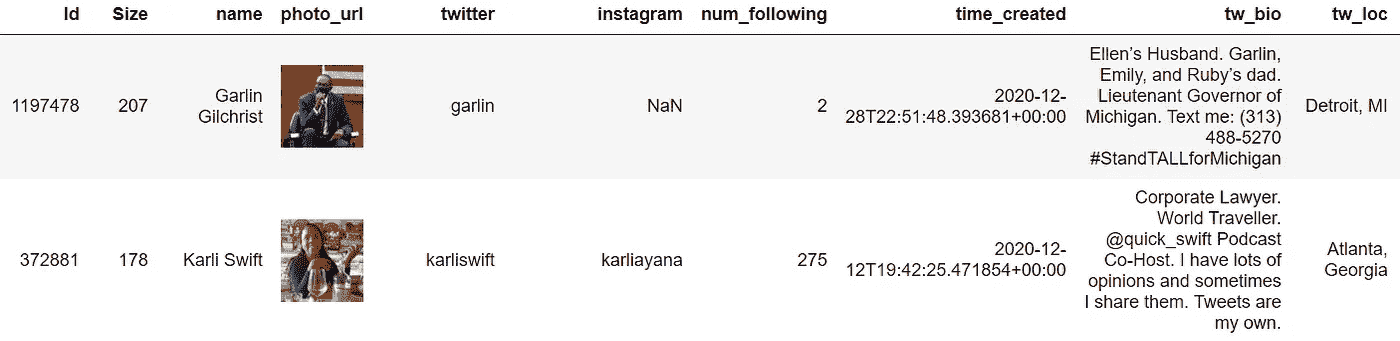 Id Size name photo_url twitter instagram num_following time_created tw_bio tw_loc
1197478 207 Garlin Gilchrist garlin NaN 2 2020-12-28T22:51:48.393681+00:00
Ellen’s Husband. Garlin,
Emily, and Ruby’s dad.
Lieutenant Governor of
Michigan. Text me: (313)
488-5270
#StandTALLforMichigan
Detroit, MI
372881 178 Karli Swift karliswift karliayana 275 2020-12-12T19:42:25.471854+00:00
Corporate Lawyer.
World Traveller.
@quick_swift Podcast
Co-Host. I have lots of
opinions and sometimes
I share them. Tweets are
my own.
Atlanta,
Georgia